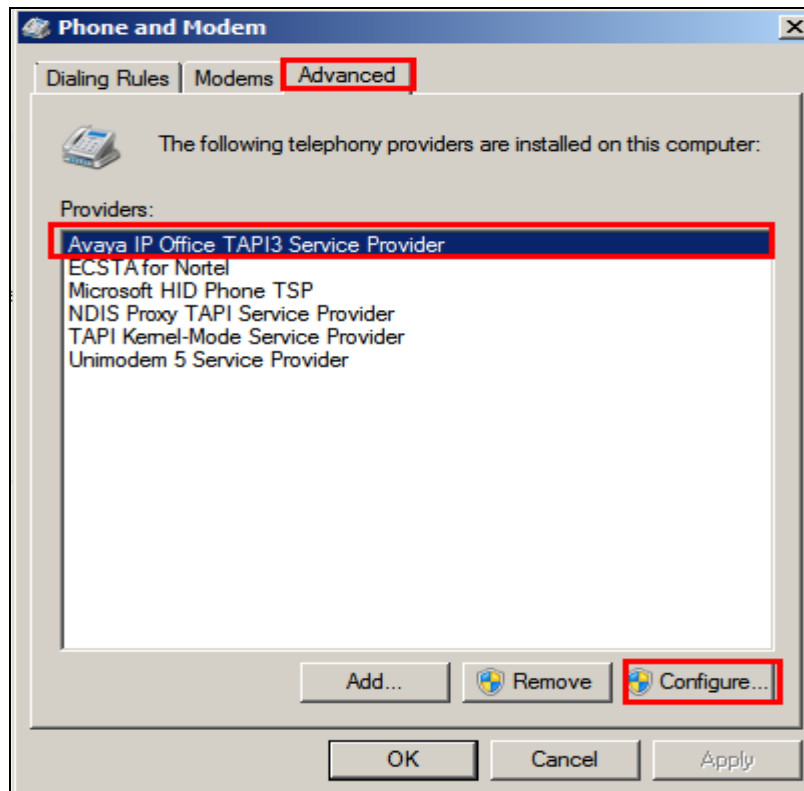 Phone and Modem
Dialing Rules Modems Advanced
The following telephony providers are installed on this computer:
Providers:
Avaya IP Office TAPI3 Service Provider
ECSTA for Nortel
Microsoft HID Phone TSP
NDIS Proxy TAPI Service Provider
TAPI Kernel-Mode Service Provider
Unimodem 5 Service Provider
Add... Remove Configure...
OK Cancel Apply